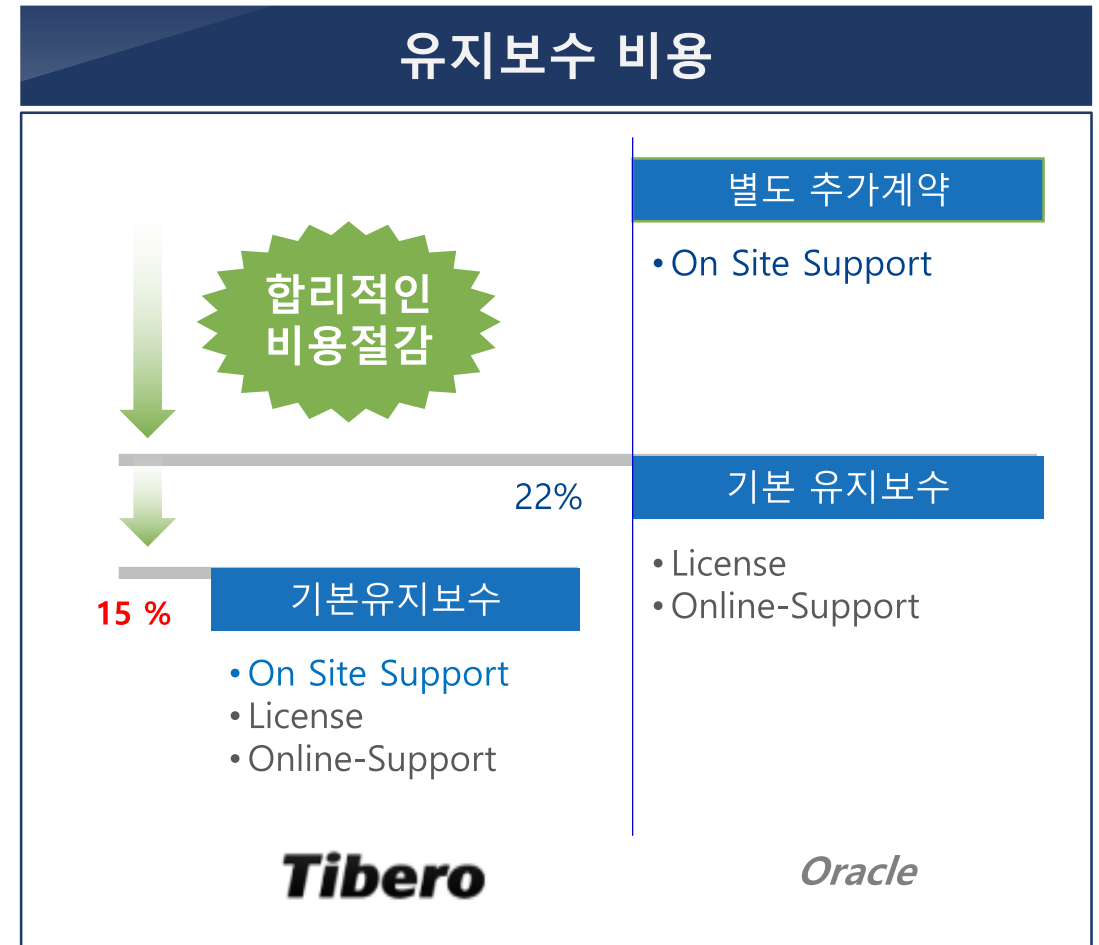 유지보수 비용
별도 추가계약
• On Site Support
합리적인
비용절감
22%
기본 유지보수
• License
• Online-Support
15 %
기본유지보수
• On Site Support
• License
• Online-Support
Tibero
Oracle